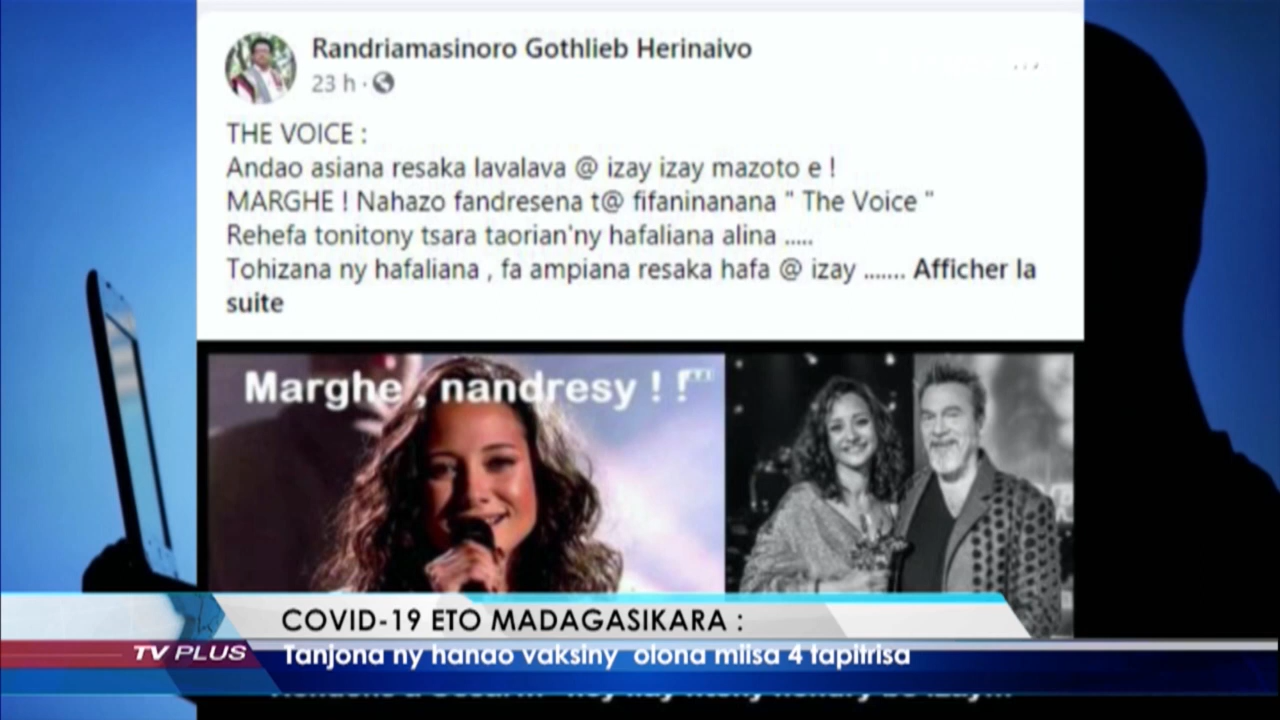 Randriamasinoro Gothlieb Herinaivo
23 h ·
THE VOICE :
Andao asiana resaka lavalava @ izay izay mazoto e !
MARGHE ! Nahazo fandresena t@ fifaninanana " The Voice "
Rehefa tonitony tsara taorian'ny hafaliana alina .....
Tohizana ny hafaliana , fa ampiana resaka hafa @ izay ....... Afficher la
suite
Marghe , nandresy ! !"
COVID-19 ETO MADAGASIKARA :
TV PLUS
Tanjona ny hanao vaksiny olona miisa 4 tapitrisa